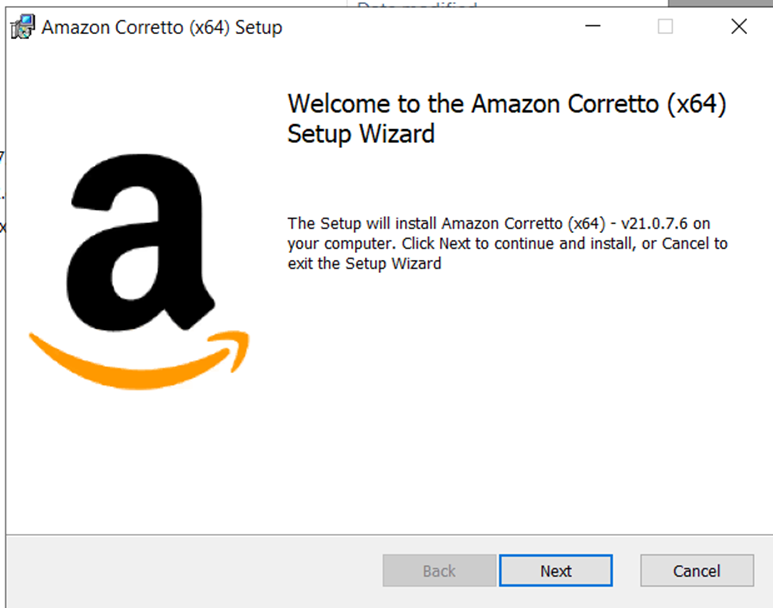 Date modified
Amazon Corretto (x64) Setup
Welcome to the Amazon Corretto (x64)
Setup Wizard
The Setup will install Amazon Corretto (x64) - v21.0.7.6 on
your computer. Click Next to continue and install, or Cancel to
exit the Setup Wizard
Back
Next
Cancel